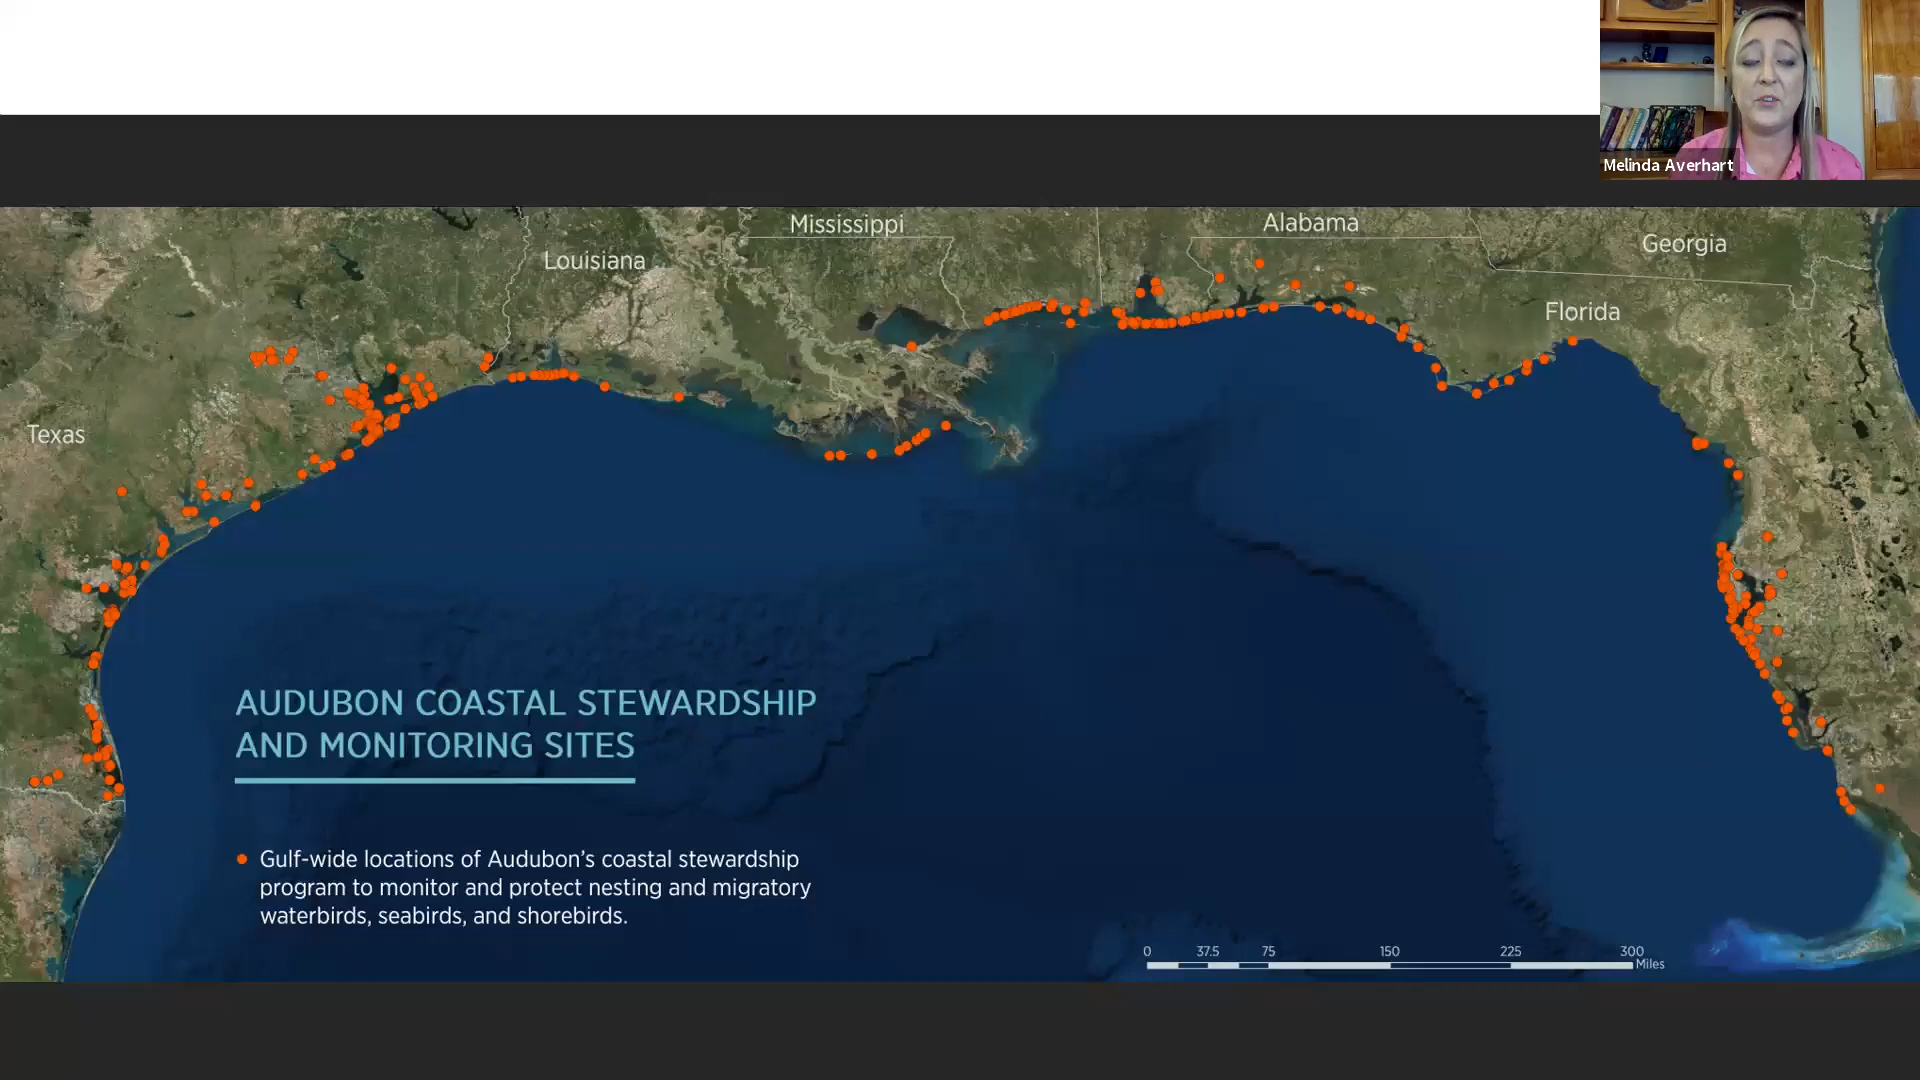 Melinda Averhart
Mississippi
Alabama
Georgia
Louisiana
Florida
Texas
AUDUBON COASTAL STEWARDSHIP
AND MONITORING SITES
Gulf-wide locations of Audubon’s coastal stewardship
program to monitor and protect nesting and migratory
waterbirds, seabirds, and shorebirds.
0 37.5 75 150 225 300
Miles